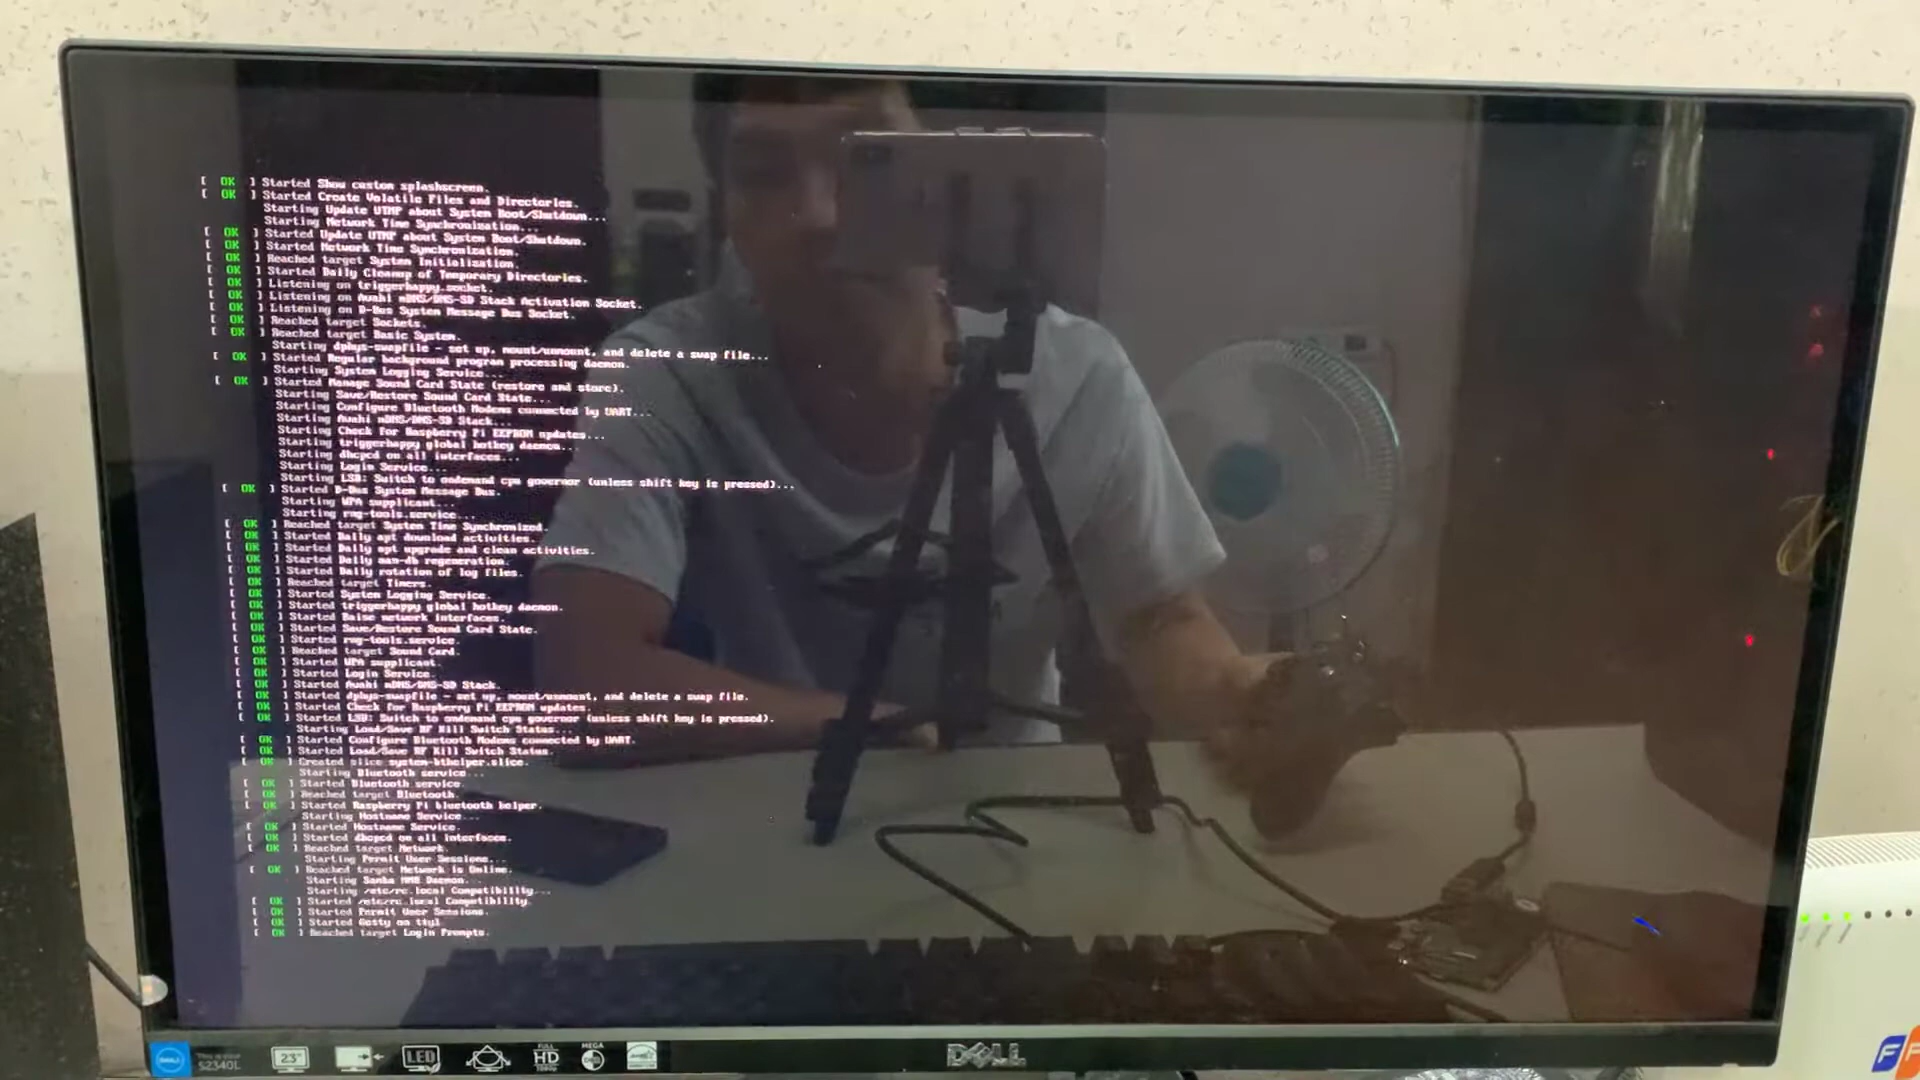 [ OK ] Started Show custom splashscreen.
[ OK ] Started Create Volatile Files and Directories.
Starting Update UTMP about System Boot/Shutdown...
Starting Network Time Synchronization...
[ OK ] Started Update UTMP about System Boot/Shutdown.
[ OK ] Started Network Time Synchronization.
[ OK ] Reached target System Initialization.
[ OK ] Started Daily Cleanup of Temporary Directories.
[ OK ] Listening on triggerhappy.socket.
[ OK ] Listening on Avahi mDNS/DNS-SD Stack Activation Socket.
[ OK ] Listening on D-Bus System Message Bus Socket.
[ OK ] Reached target Sockets.
[ OK ] Reached target Basic System.
Starting dphys-swapfile - set up, mount/unmount, and delete a swap file...
[ OK ] Started Regular background program processing daemon.
Starting System Logging Service...
[ OK ] Started Manage Sound Card State (restore and store).
Starting Save/Restore Sound Card State...
Starting Configure Bluetooth Modems connected by UART...
Starting Avahi mDNS/DNS-SD Stack...
Starting Check for Raspberry Pi EEPROM updates...
Starting triggerhappy global hotkey daemon...
Starting dhcpcd on all interfaces...
Starting Login Service...
Starting LSB: Switch to ondemand cpu governor (unless shift key is pressed)...
[ OK ] Started D-Bus System Message Bus.
Starting WPA supplicant...
Starting rng-tools.service...
[ OK ] Reached target System Time Synchronized.
[ OK ] Started Daily apt download activities.
[ OK ] Started Daily apt upgrade and clean activities.
[ OK ] Started Daily man-db regeneration.
[ OK ] Started Daily rotation of log files.
[ OK ] Reached target Timers.
[ OK ] Started System Logging Service.
[ OK ] Started triggerhappy global hotkey daemon.
[ OK ] Started Raise network interfaces.
[ OK ] Started Save/Restore Sound Card State.
[ OK ] Started rng-tools.service.
[ OK ] Reached target Sound Card.
[ OK ] Started WPA supplicant.
[ OK ] Started Login Service.
[ OK ] Started Avahi mDNS/DNS-SD Stack.
[ OK ] Started dphys-swapfile - set up, mount/unmount, and delete a swap file.
[ OK ] Started Check for Raspberry Pi EEPROM updates.
[ OK ] Started LSB: Switch to ondemand cpu governor (unless shift key is pressed).
Starting Load/Save RF Kill Switch Status...
[ OK ] Started Configure Bluetooth Modems connected by UART.
[ OK ] Started Load/Save RF Kill Switch Status.
[ OK ] Created slice system-bthelper.slice.
Starting Bluetooth service...
[ OK ] Started Bluetooth service.
[ OK ] Reached target Bluetooth.
[ OK ] Started Raspberry Pi bluetooth helper.
Starting Hostname Service...
[ OK ] Started Hostname Service.
[ OK ] Started dhcpcd on all interfaces.
[ OK ] Reached target Network.
Starting Permit User Sessions...
[ OK ] Reached target Network is Online.
Starting Samba NMB Daemon...
Starting /etc/rc.local Compatibility...
[ OK ] Started /etc/rc.local Compatibility.
[ OK ] Started Permit User Sessions.
[ OK ] Started Getty on tty1.
[ OK ] Reached target Login Prompts.
DELL
This is your
S2340L
23"
LED
FULL
HD
1080p
MEGA
DELL
F